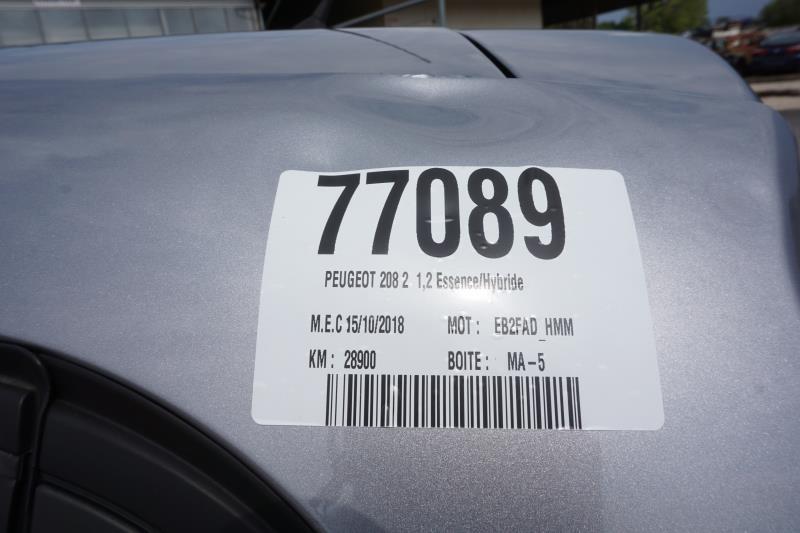 77089
PEUGEOT 208 2 1,2 Essence/Hybride
M.E.C 15/10/2018 MOT : EB2FAD_HMM
KM : 28900 BOITE : MA-5